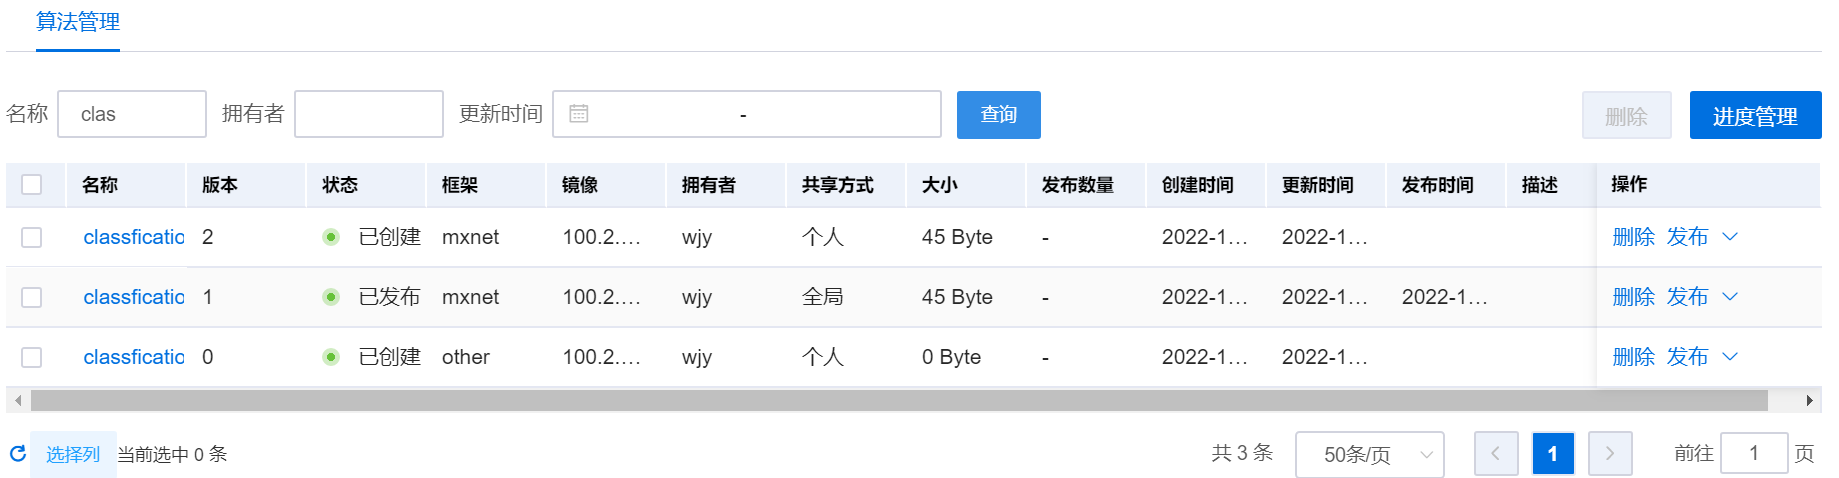 算法管理
名称 clas 拥有者 更新时间 - 查询 删除 进度管理
名称 版本 状态 框架 镜像 拥有者 共享方式 大小 发布数量 创建时间 更新时间 发布时间 描述 操作
classficatio 2 已创建 mxnet 100.2.... wjy 个人 45 Byte - 2022-1... 2022-1... 删除 发布
classficatio 1 已发布 mxnet 100.2.... wjy 全局 45 Byte - 2022-1... 2022-1... 2022-1... 删除 发布
classficatio 0 已创建 other 100.2.... wjy 个人 0 Byte - 2022-1... 2022-1... 删除 发布
选择列 当前选中 0 条 共 3 条 50条/页 1 前往 1 页